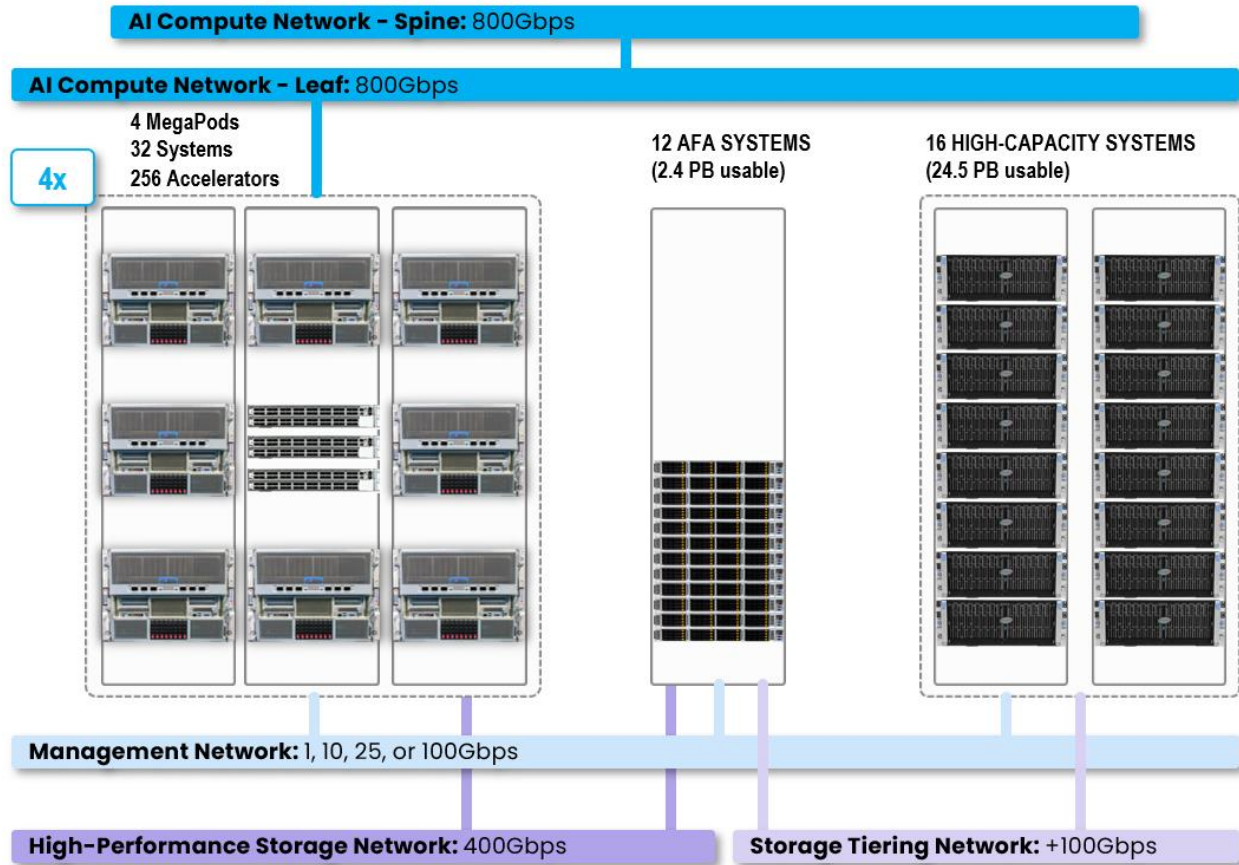 AI Compute Network - Spine: 800Gbps
AI Compute Network - Leaf: 800Gbps
4 MegaPods
32 Systems
256 Accelerators
4x
12 AFA SYSTEMS
(2.4 PB usable)
16 HIGH-CAPACITY SYSTEMS
(24.5 PB usable)
Management Network: 1, 10, 25, or 100Gbps
High-Performance Storage Network: 400Gbps
Storage Tiering Network: +100Gbps